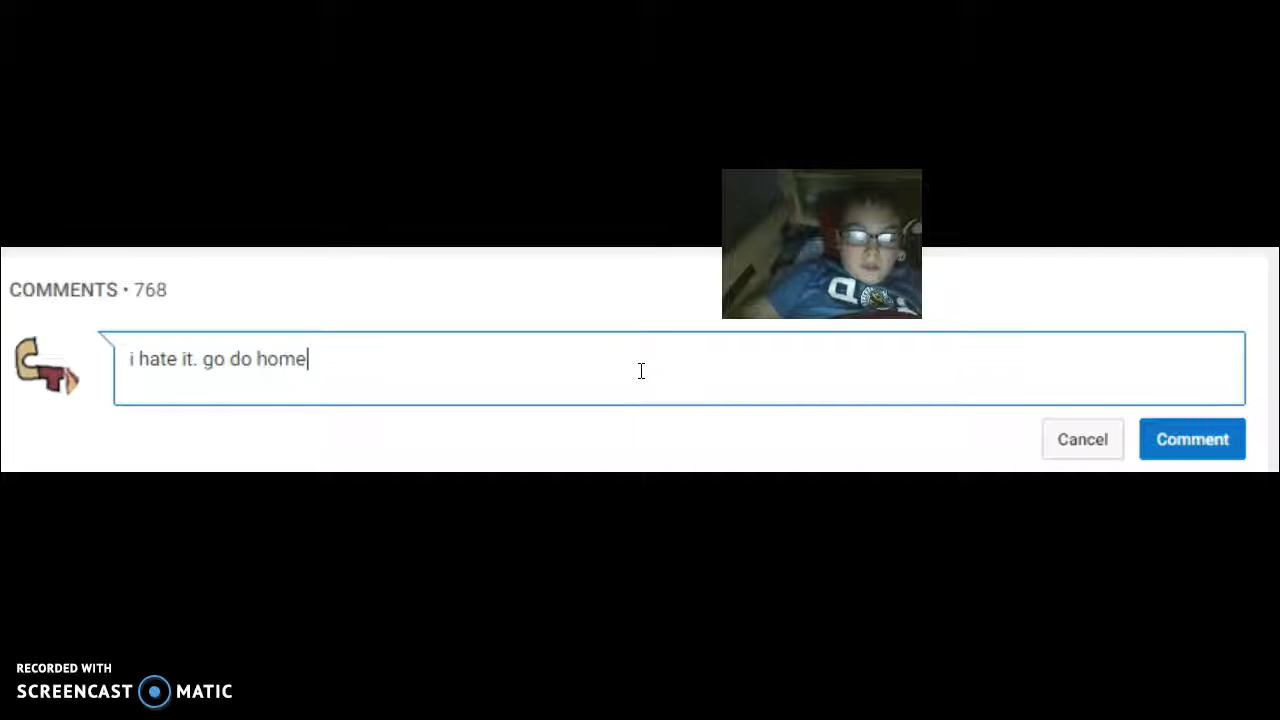 COMMENTS • 768
i hate it. go do home
Cancel
Comment
RECORDED WITH
SCREENCAST MATIC